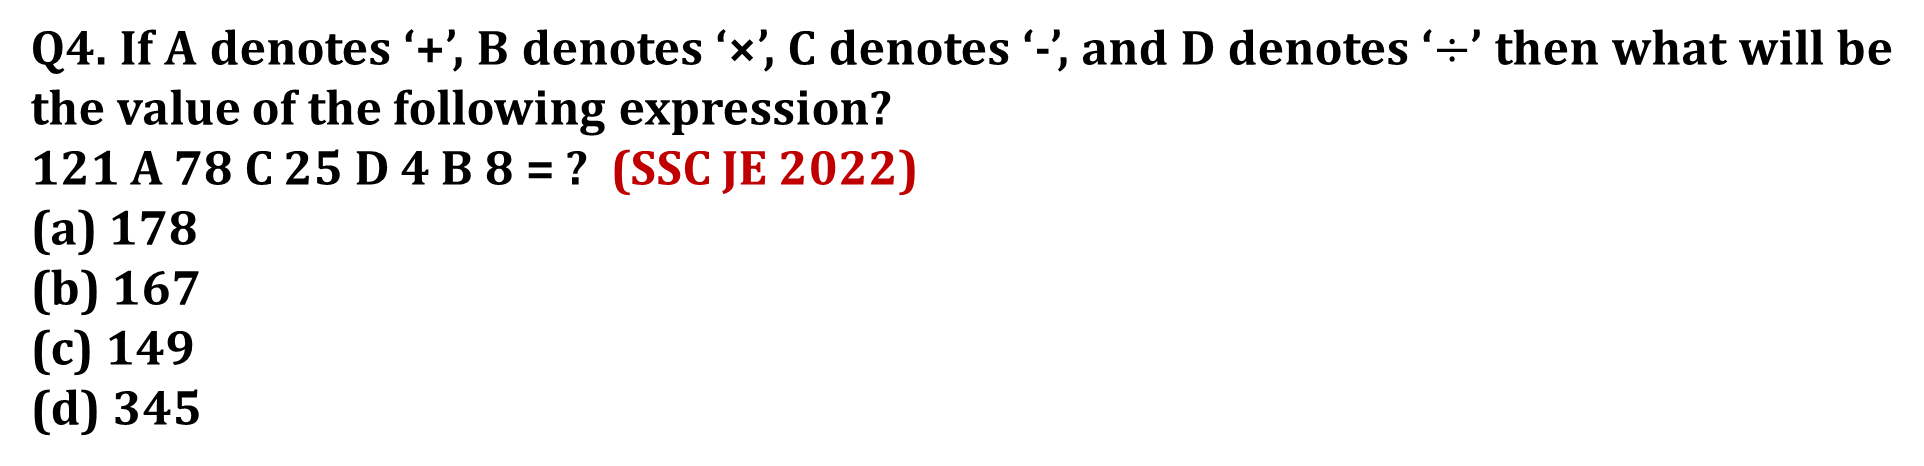 Q4. If A denotes ‘+’, B denotes ‘×’, C denotes ‘-’, and D denotes ‘÷’ then what will be
the value of the following expression?
121 A 78 C 25 D 4 B 8 = ? (SSC JE 2022)
(a) 178
(b) 167
(c) 149
(d) 345